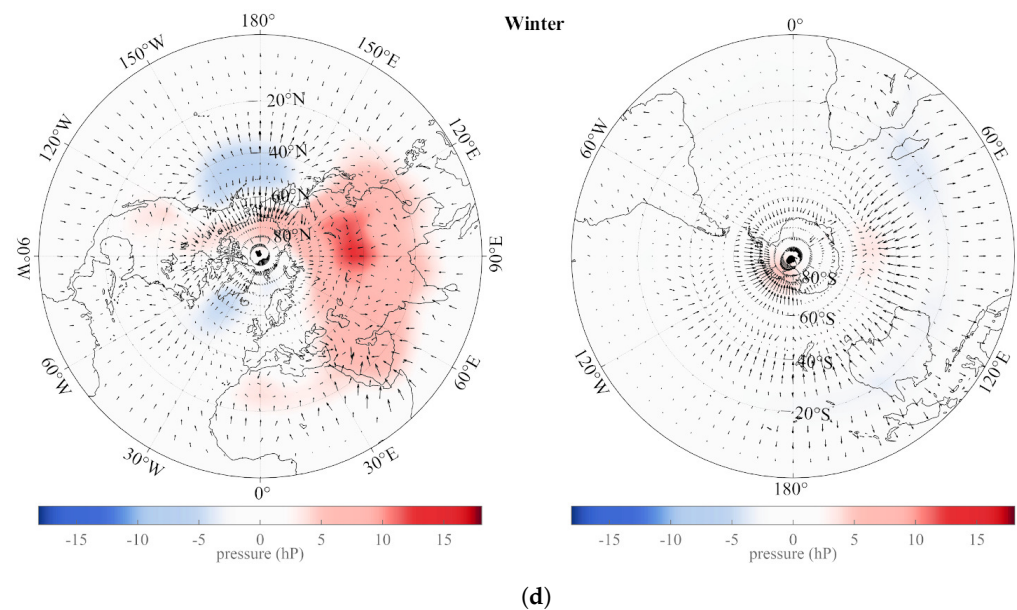 Winter
180°
150°W
150°E
120°W
120°E
90°W
90°E
60°W
60°E
30°W
30°E
0°
20°N
40°N
60°N
80°N
-15 -10 -5 0 5 10 15
pressure (hP)
0°
60°W
60°E
120°W
120°E
180°
80°S
60°S
40°S
20°S
-15 -10 -5 0 5 10 15
pressure (hP)
(d)